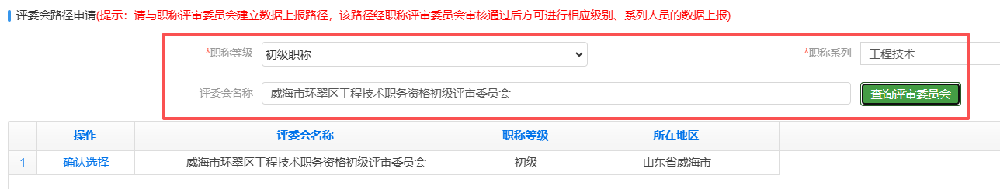 评委会路径申请(提示：请与职称评审委员会建立数据上报路径，该路径经职称评审委员会审核通过后方可进行相应级别、系列人员的数据上报)
*职称等级 初级职称 *职称系列 工程技术
评委会名称 威海市环翠区工程技术职务资格初级评审委员会 查询评审委员会
操作 评委会名称 职称等级 所在地区
1 确认选择 威海市环翠区工程技术职务资格初级评审委员会 初级 山东省威海市